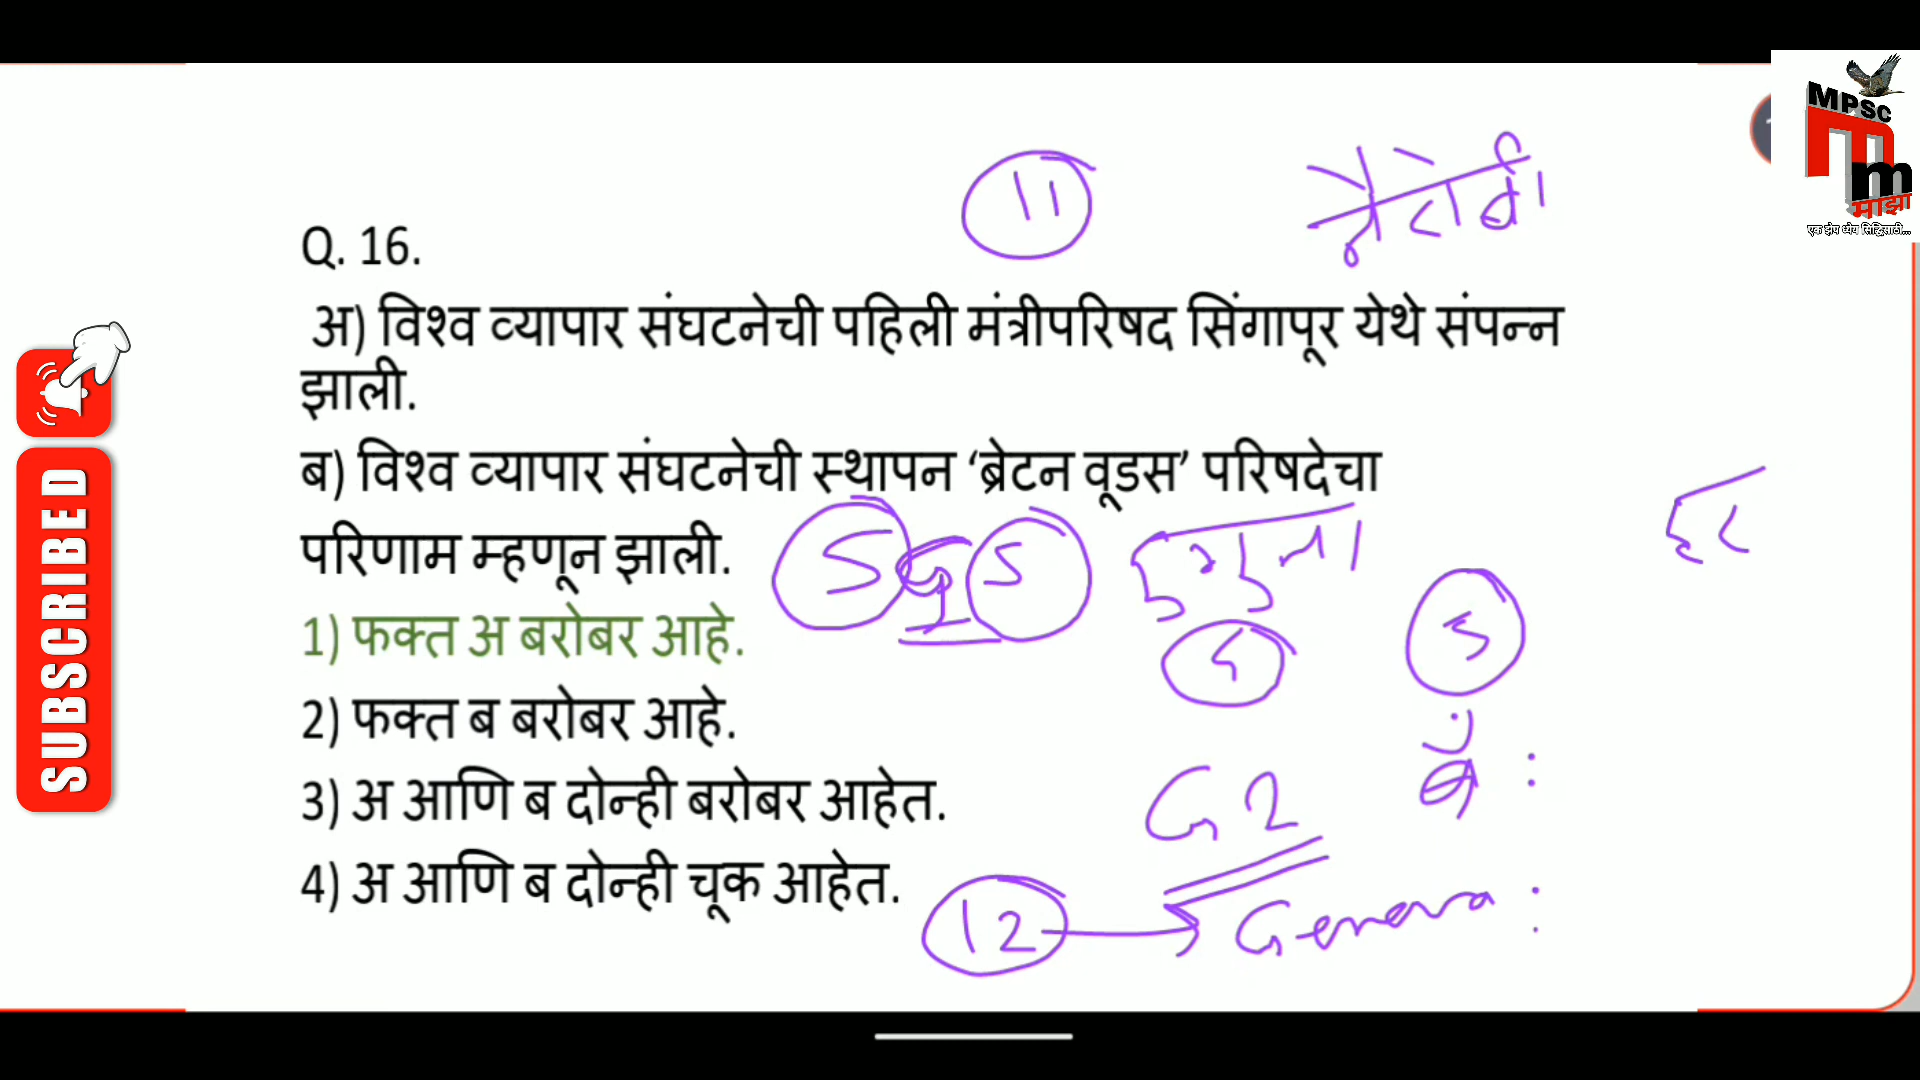 MPSC
माझा
एक झेप ध्येय सिद्धिसाठी...
11
Q. 16.
अ) विश्व व्यापार संघटनेची पहिली मंत्रीपरिषद सिंगापूर येथे संपन्न
झाली.
ब) विश्व व्यापार संघटनेची स्थापन ‘ब्रेटन वूडस’ परिषदेचा
परिणाम म्हणून झाली.
1) फक्त अ बरोबर आहे.
2) फक्त ब बरोबर आहे.
3) अ आणि ब दोन्ही बरोबर आहेत.
4) अ आणि ब दोन्ही चूक आहेत.
12
Geneva :
SUBSCRIBED